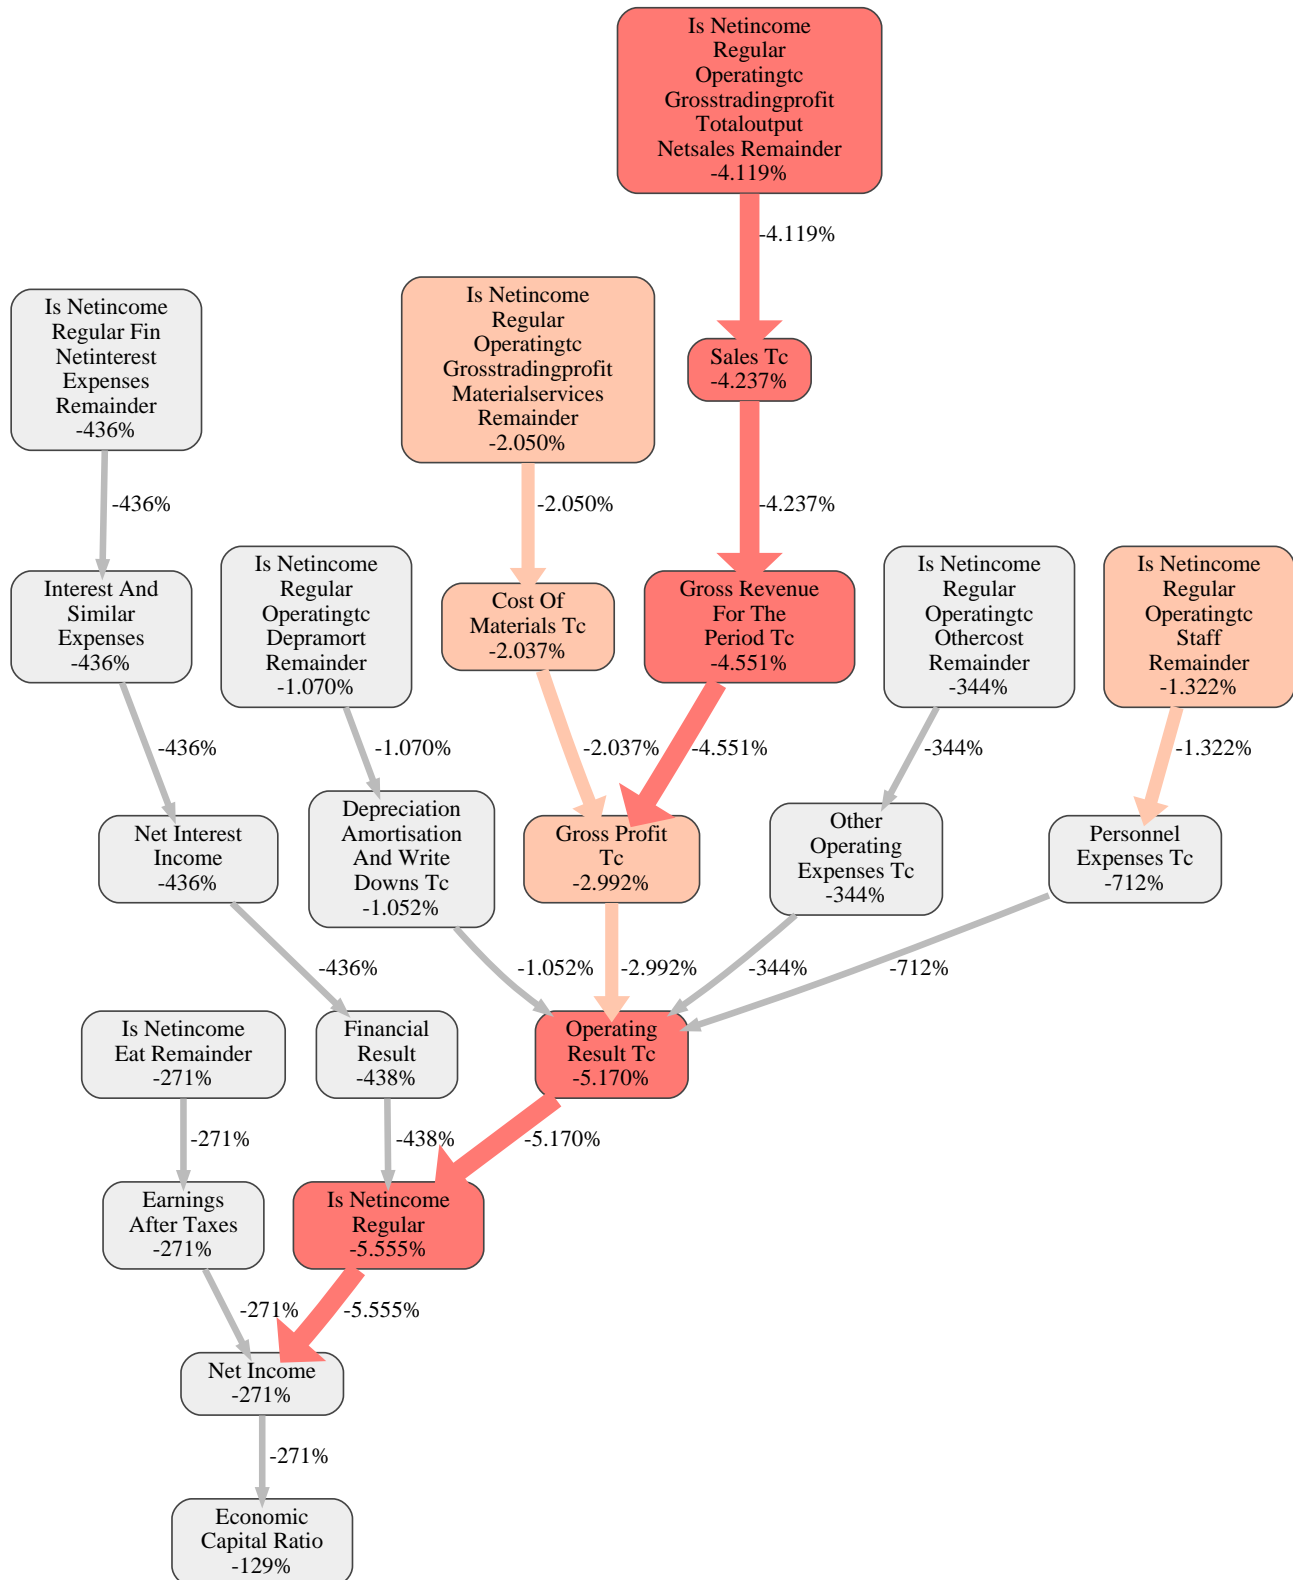 Is Netincome
Regular
Operatingtc
Grosstradingprofit
Totaloutput
Netsales Remainder
-4.119%
-4.119%
Is Netincome
Regular Fin
Netinterest
Expenses
Remainder
-436%
Is Netincome
Regular
Operatingtc
Grosstradingprofit
Materialservices
Remainder
-2.050%
Sales Tc
-4.237%
-436%
-2.050%
-4.237%
Interest And
Similar
Expenses
-436%
Is Netincome
Regular
Operatingtc
Depramort
Remainder
-1.070%
Cost Of
Materials Tc
-2.037%
Gross Revenue
For The
Period Tc
-4.551%
Is Netincome
Regular
Operatingtc
Othercost
Remainder
-344%
Is Netincome
Regular
Operatingtc
Staff
Remainder
-1.322%
-436%
-1.070%
-2.037%
-4.551%
-344%
-1.322%
Net Interest
Income
-436%
Depreciation
Amortisation
And Write
Downs Tc
-1.052%
Gross Profit
Tc
-2.992%
Other
Operating
Expenses Tc
-344%
Personnel
Expenses Tc
-712%
-436%
-1.052%
-2.992%
-344%
-712%
Is Netincome
Eat Remainder
-271%
Financial
Result
-438%
Operating
Result Tc
-5.170%
-271%
-438%
-5.170%
Earnings
After Taxes
-271%
Is Netincome
Regular
-5.555%
-271%
-5.555%
Net Income
-271%
-271%
Economic
Capital Ratio
-129%